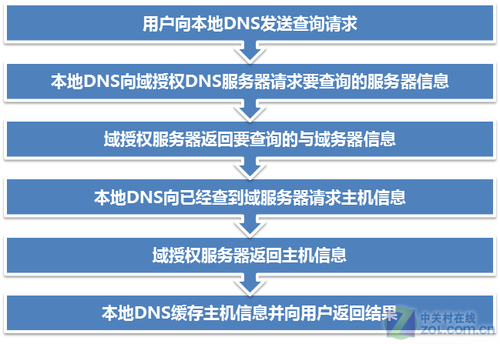 用户向本地DNS发送查询请求
本地DNS向域授权DNS服务器请求要查询的服务器信息
域授权服务器返回要查询的与域务器信息
本地DNS向已经查到域服务器请求主机信息
域授权服务器返回主机信息
本地DNS缓存主机信息并向用户返回结果
中关村在线
zol.com.cn